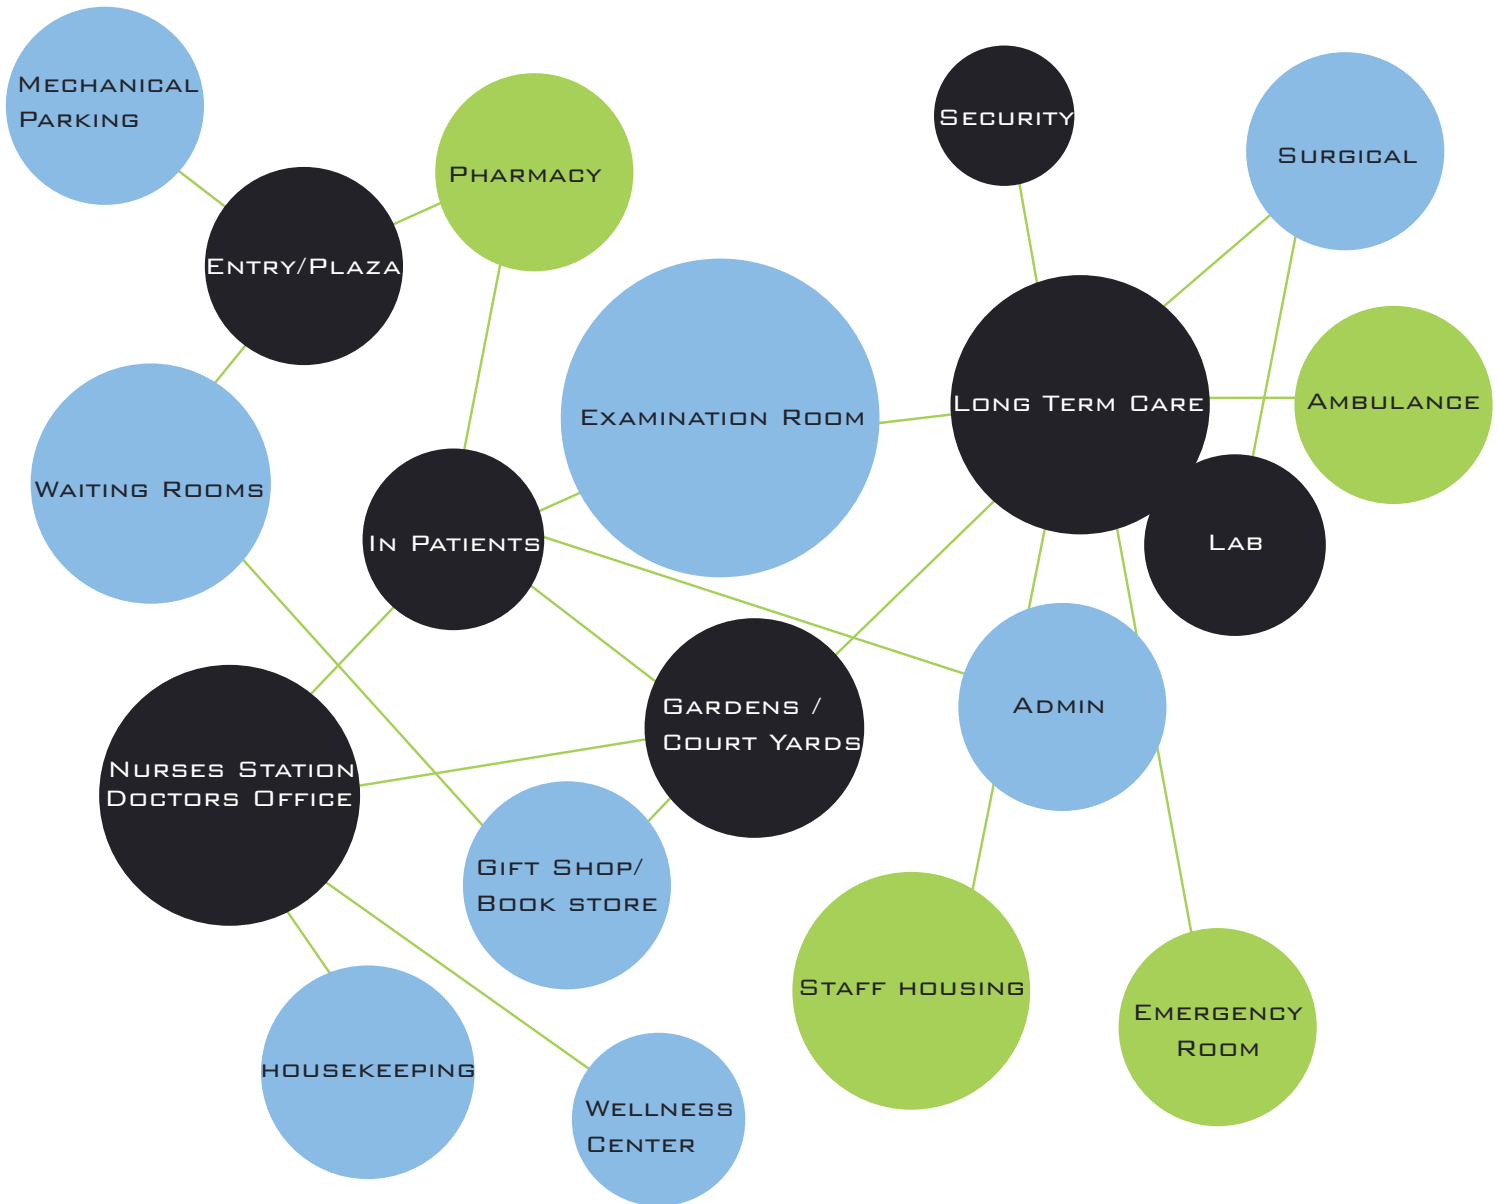 Mechanical
Parking
Security
Surgical
Pharmacy
Entry/Plaza
Long Term Care
Ambulance
Examination Room
Waiting Rooms
In Patients
Lab
Gardens /
Court Yards
Admin
Nurses Station
Doctors Office
Gift Shop/
Book store
Staff housing
Emergency
Room
housekeeping
Wellness
Center